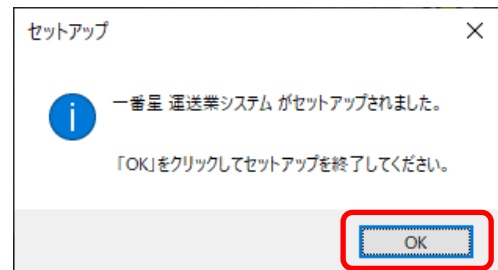 セットアップ
一番星 運送業システム がセットアップされました。
「OK」をクリックしてセットアップを終了してください。
OK